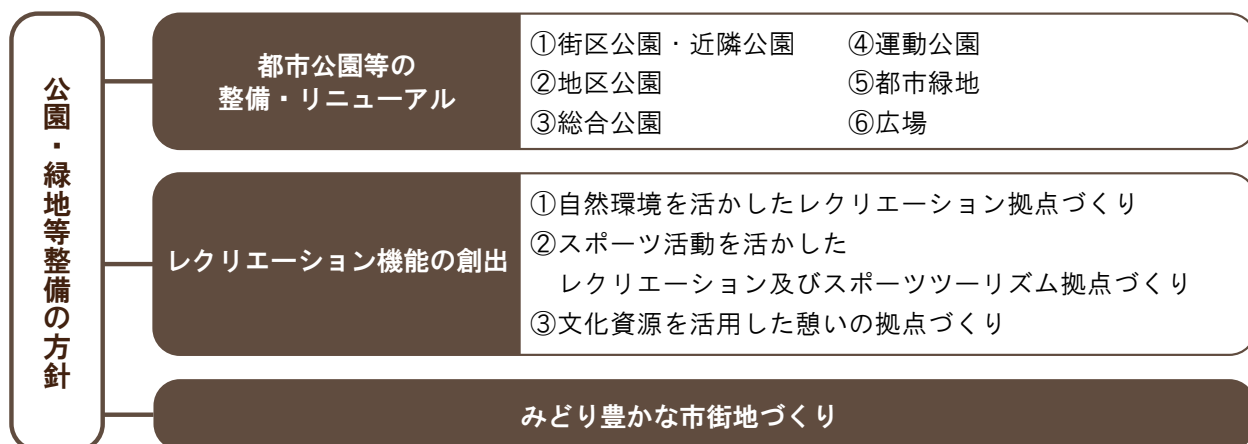 公園・緑地等整備の方針
都市公園等の
整備・リニューアル
①街区公園・近隣公園
②地区公園
③総合公園
④運動公園
⑤都市緑地
⑥広場
レクリエーション機能の創出
①自然環境を活かしたレクリエーション拠点づくり
②スポーツ活動を活かした
レクリエーション及びスポーツツーリズム拠点づくり
③文化資源を活用した憩いの拠点づくり
みどり豊かな市街地づくり